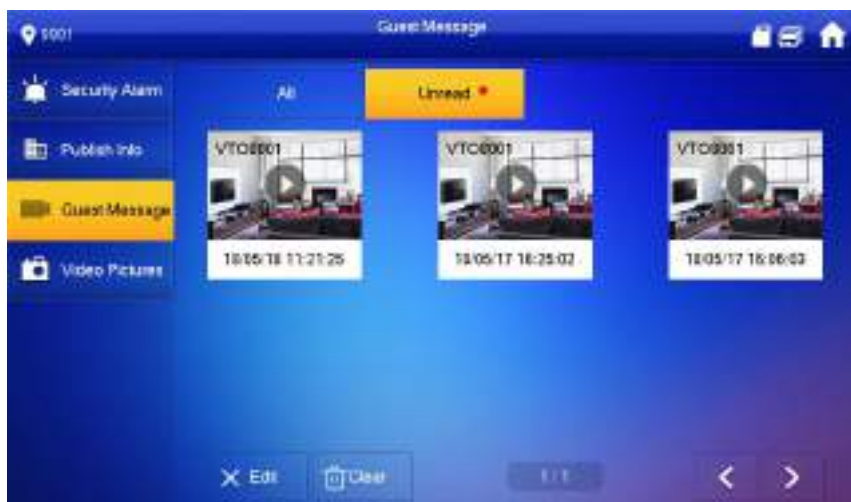 9001
Guest Message
Security Alarm
All
Unread
Publish Info
VTO0001
VTO0001
VTO0001
Guest Message
18/05/18 11:21:25
18/05/17 16:25:02
18/05/17 16:06:03
Video Pictures
Edit
Clear
1 / 1